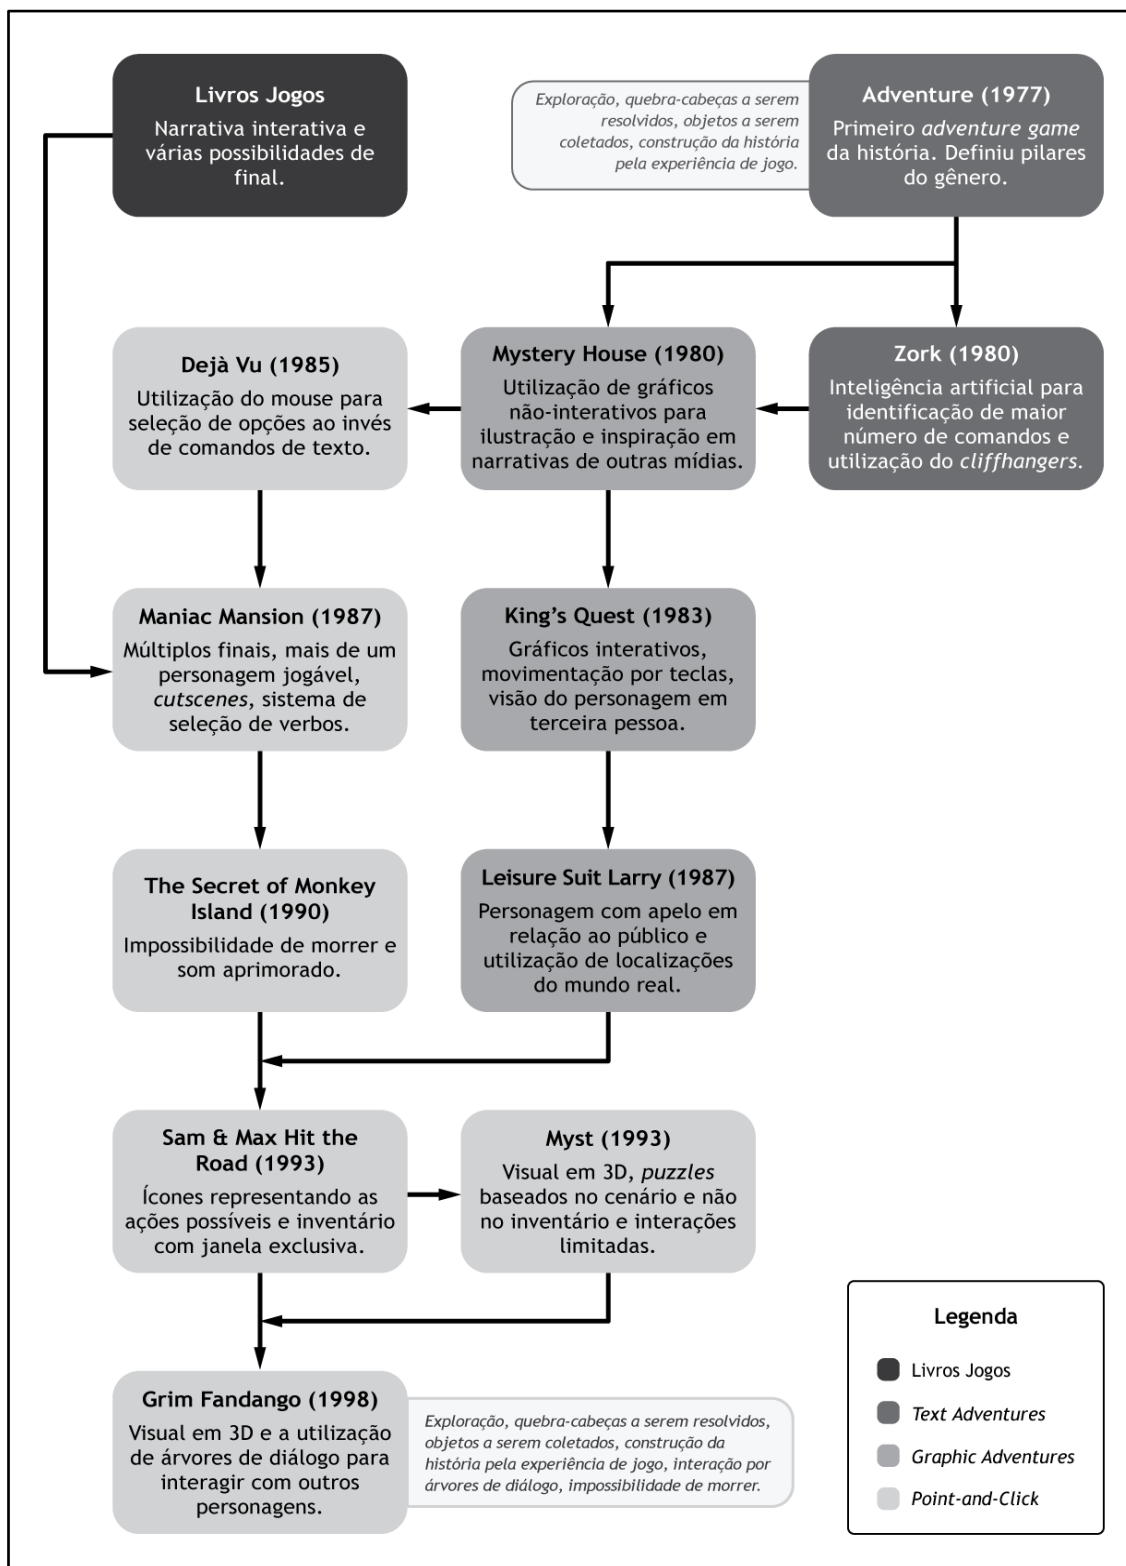 Livros Jogos
Narrativa interativa e
várias possibilidades de
final.
Exploração, quebra-cabeças a serem
resolvidos, objetos a serem
coletados, construção da história
pela experiência de jogo.
Adventure (1977)
Primeiro adventure game
da história. Definiu pilares
do gênero.
Dejà Vu (1985)
Utilização do mouse para
seleção de opções ao invés
de comandos de texto.
Mystery House (1980)
Utilização de gráficos
não-interativos para
ilustração e inspiração em
narrativas de outras mídias.
Zork (1980)
Inteligência artificial para
identificação de maior
número de comandos e
utilização do cliffhangers.
Maniac Mansion (1987)
Múltiplos finais, mais de um
personagem jogável,
cutscenes, sistema de
seleção de verbos.
King's Quest (1983)
Gráficos interativos,
movimentação por teclas,
visão do personagem em
terceira pessoa.
The Secret of Monkey
Island (1990)
Impossibilidade de morrer e
som aprimorado.
Leisure Suit Larry (1987)
Personagem com apelo em
relação ao público e
utilização de localizações
do mundo real.
Sam & Max Hit the
Road (1993)
Ícones representando as
ações possíveis e inventário
com janela exclusiva.
Myst (1993)
Visual em 3D, puzzles
baseados no cenário e não
no inventário e interações
limitadas.
Grim Fandango (1998)
Visual em 3D e a utilização
de árvores de diálogo para
interagir com outros
personagens.
Exploração, quebra-cabeças a serem resolvidos,
objetos a serem coletados, construção da
história pela experiência de jogo, interação por
árvores de diálogo, impossibilidade de morrer.
Legenda
Livros Jogos
Text Adventures
Graphic Adventures
Point-and-Click